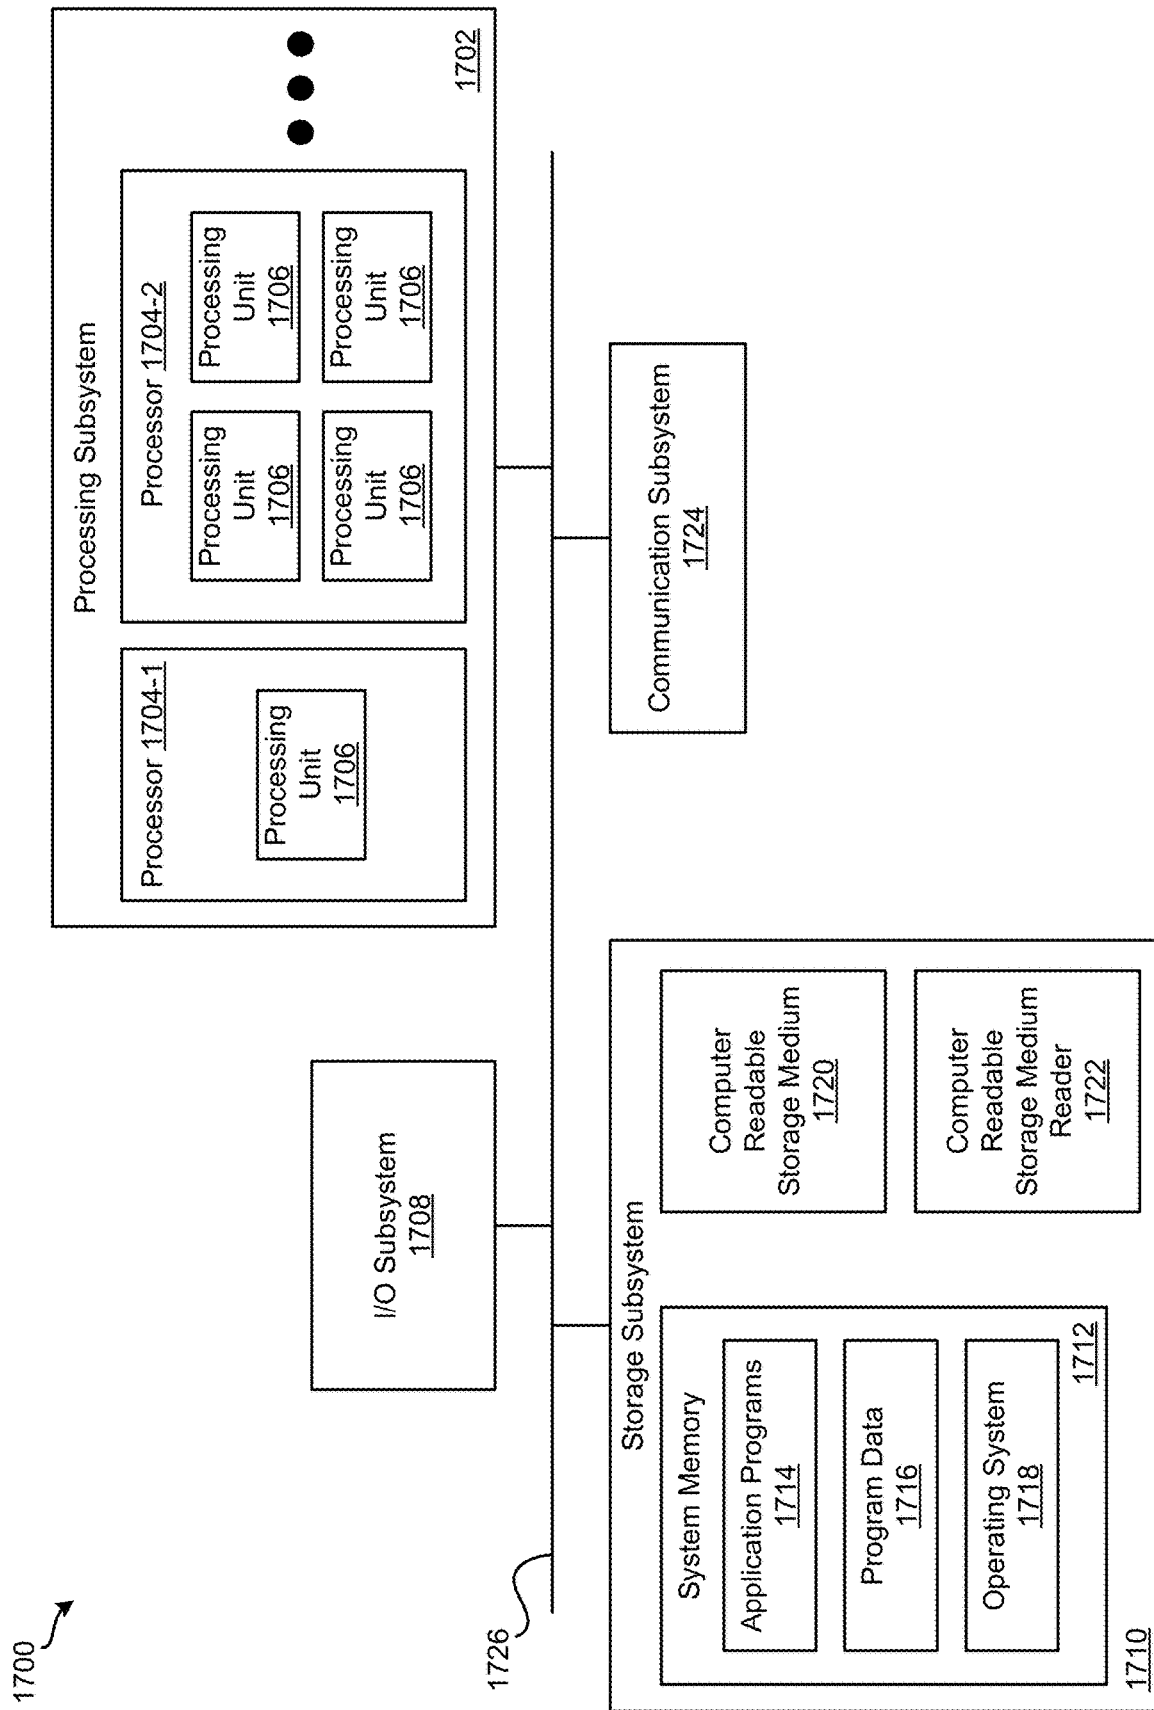 1700
I/O Subsystem
1708
Processing Subsystem
Processor 1704-1
Processing
Unit
1706
Processor 1704-2
Processing
Unit
1706
Processing
Unit
1706
Processing
Unit
1706
Processing
Unit
1706
1702
1726
Storage Subsystem
System Memory
Application Programs
1714
Program Data
1716
Operating System
1718
1712
Computer
Readable
Storage Medium
1720
Computer
Readable
Storage Medium
Reader
1722
1710
Communication Subsystem
1724